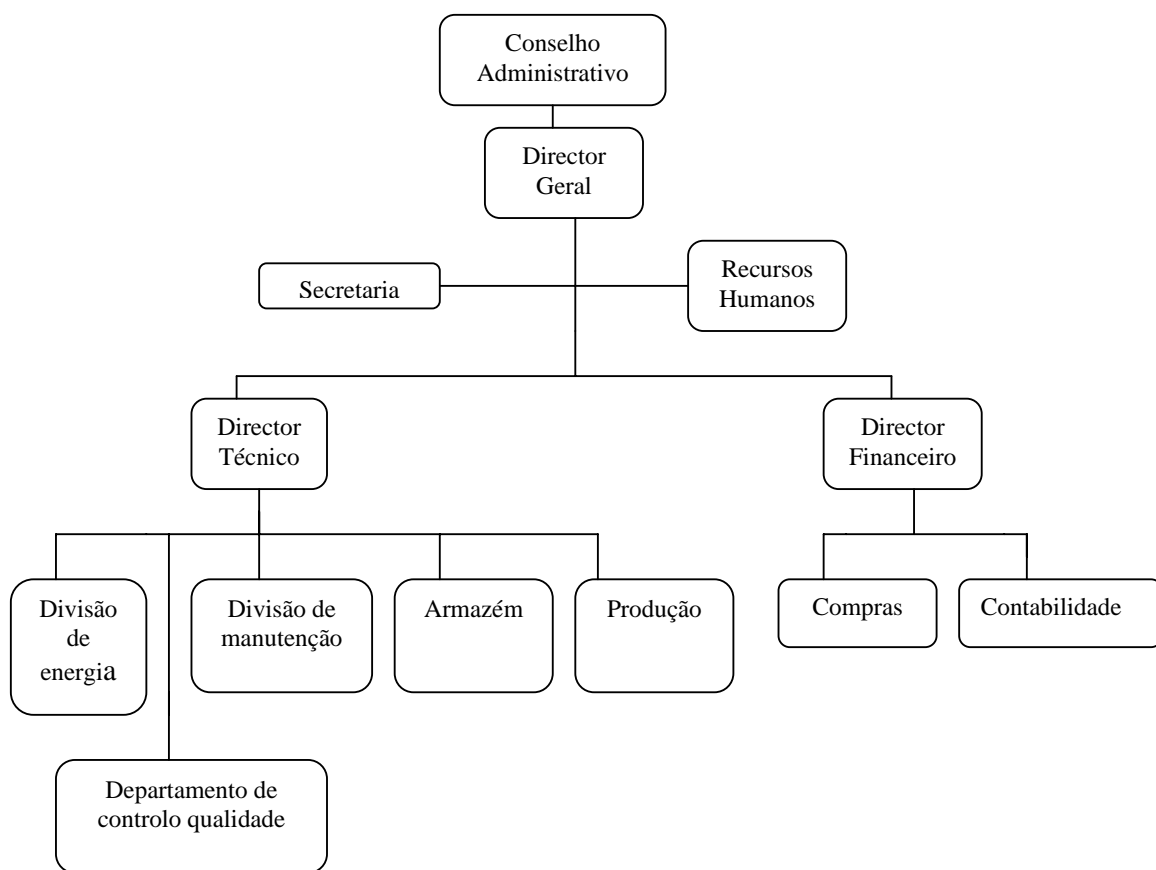 Conselho
Administrativo
Director
Geral
Secretaria
Recursos
Humanos
Director
Técnico
Director
Financeiro
Divisão
de
energia
Divisão de
manutenção
Armazém
Produção
Compras
Contabilidade
Departamento de
controlo qualidade